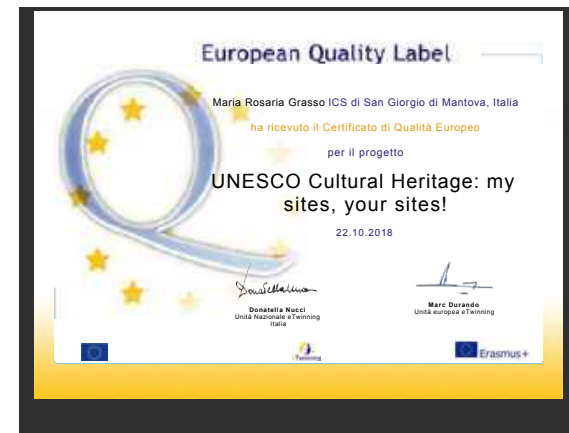 European Quality Label
Maria Rosaria Grasso ICS di San Giorgio di Mantova, Italia
ha ricevuto il Certificato di Qualità Europeo
per il progetto
UNESCO Cultural Heritage: my
sites, your sites!
22.10.2018
Donatella Nucci
Unità Nazionale eTwinning
Italia
Marc Durando
Unità europea eTwinning
eTwinning
Erasmus+